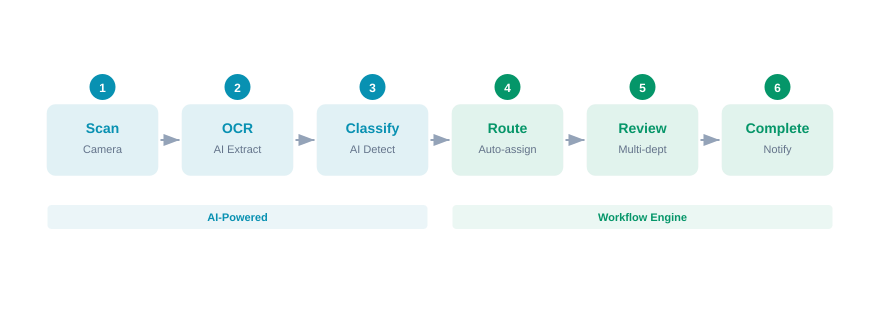 1
2
3
4
5
6
Scan
Camera
OCR
AI Extract
Classify
AI Detect
Route
Auto-assign
Review
Multi-dept
Complete
Notify
AI-Powered
Workflow Engine